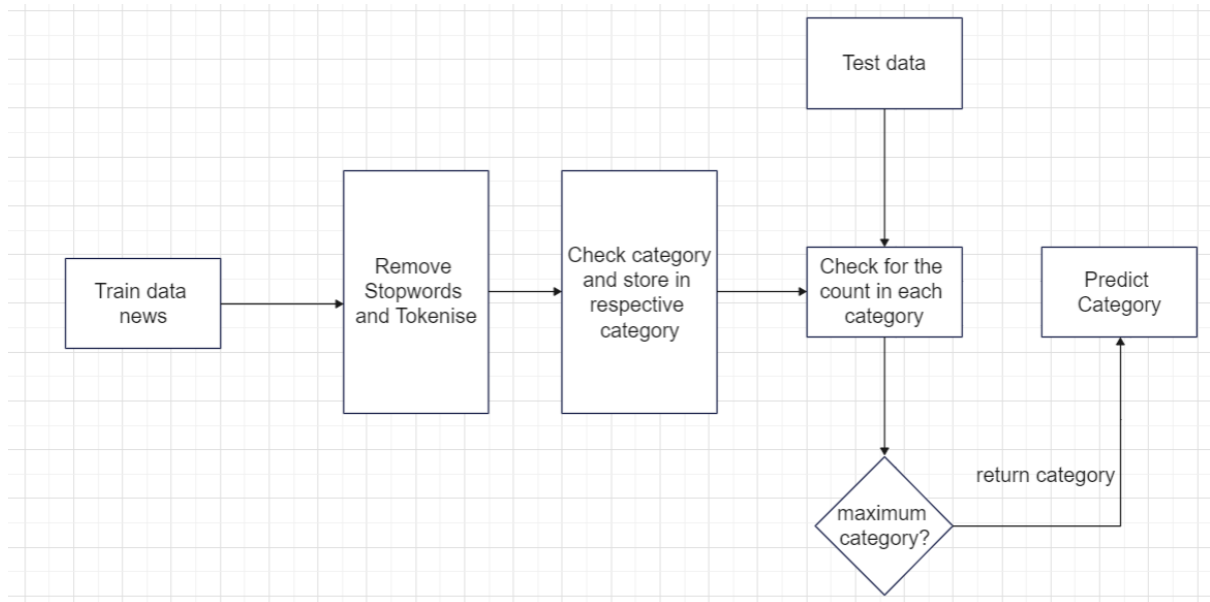 Test data
Train data
news
Remove
Stopwords
and Tokenise
Check category
and store in
respective
category
Check for the
count in each
category
Predict
Category
return category
maximum
category?